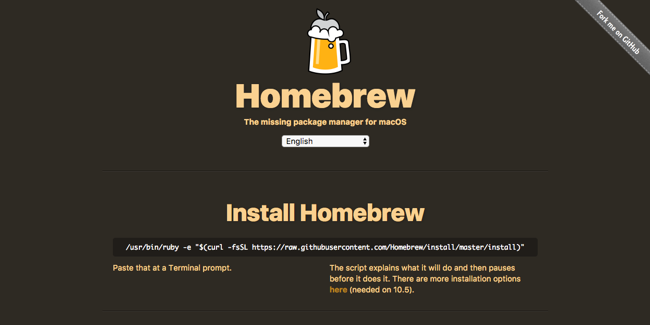 Fork me on GitHub
Homebrew
The missing package manager for macOS
English
Install Homebrew
/usr/bin/ruby -e "$(curl -fsSL https://raw.githubusercontent.com/Homebrew/install/master/install)"
Paste that at a Terminal prompt.
The script explains what it will do and then pauses
before it does it. There are more installation options
here (needed on 10.5).